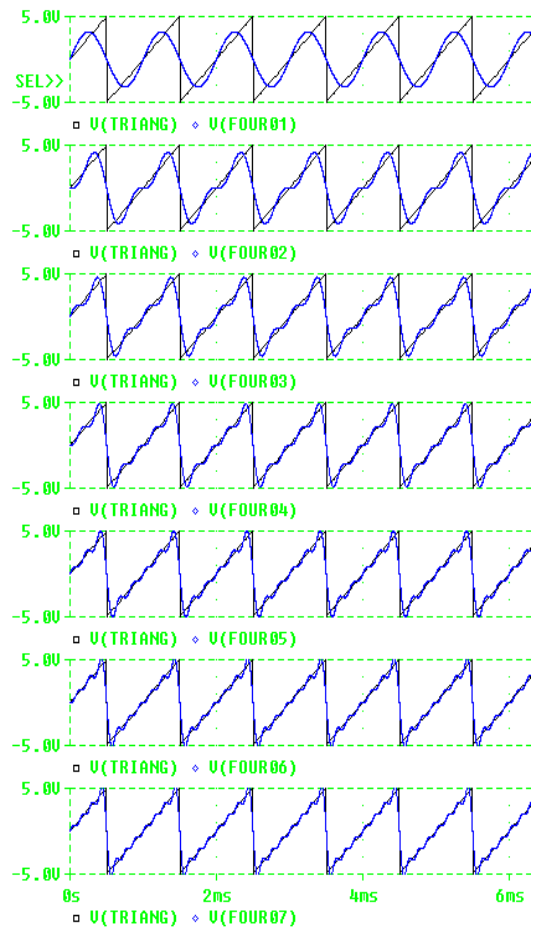 5.0V
SEL>>
-5.0V
V(TRIANG) V(FOUR01)
5.0V
-5.0V
V(TRIANG) V(FOUR02)
5.0V
-5.0V
V(TRIANG) V(FOUR03)
5.0V
-5.0V
V(TRIANG) V(FOUR04)
5.0V
-5.0V
V(TRIANG) V(FOUR05)
5.0V
-5.0V
V(TRIANG) V(FOUR06)
5.0V
-5.0V
0s 2ms 4ms 6ms
V(TRIANG) V(FOUR07)